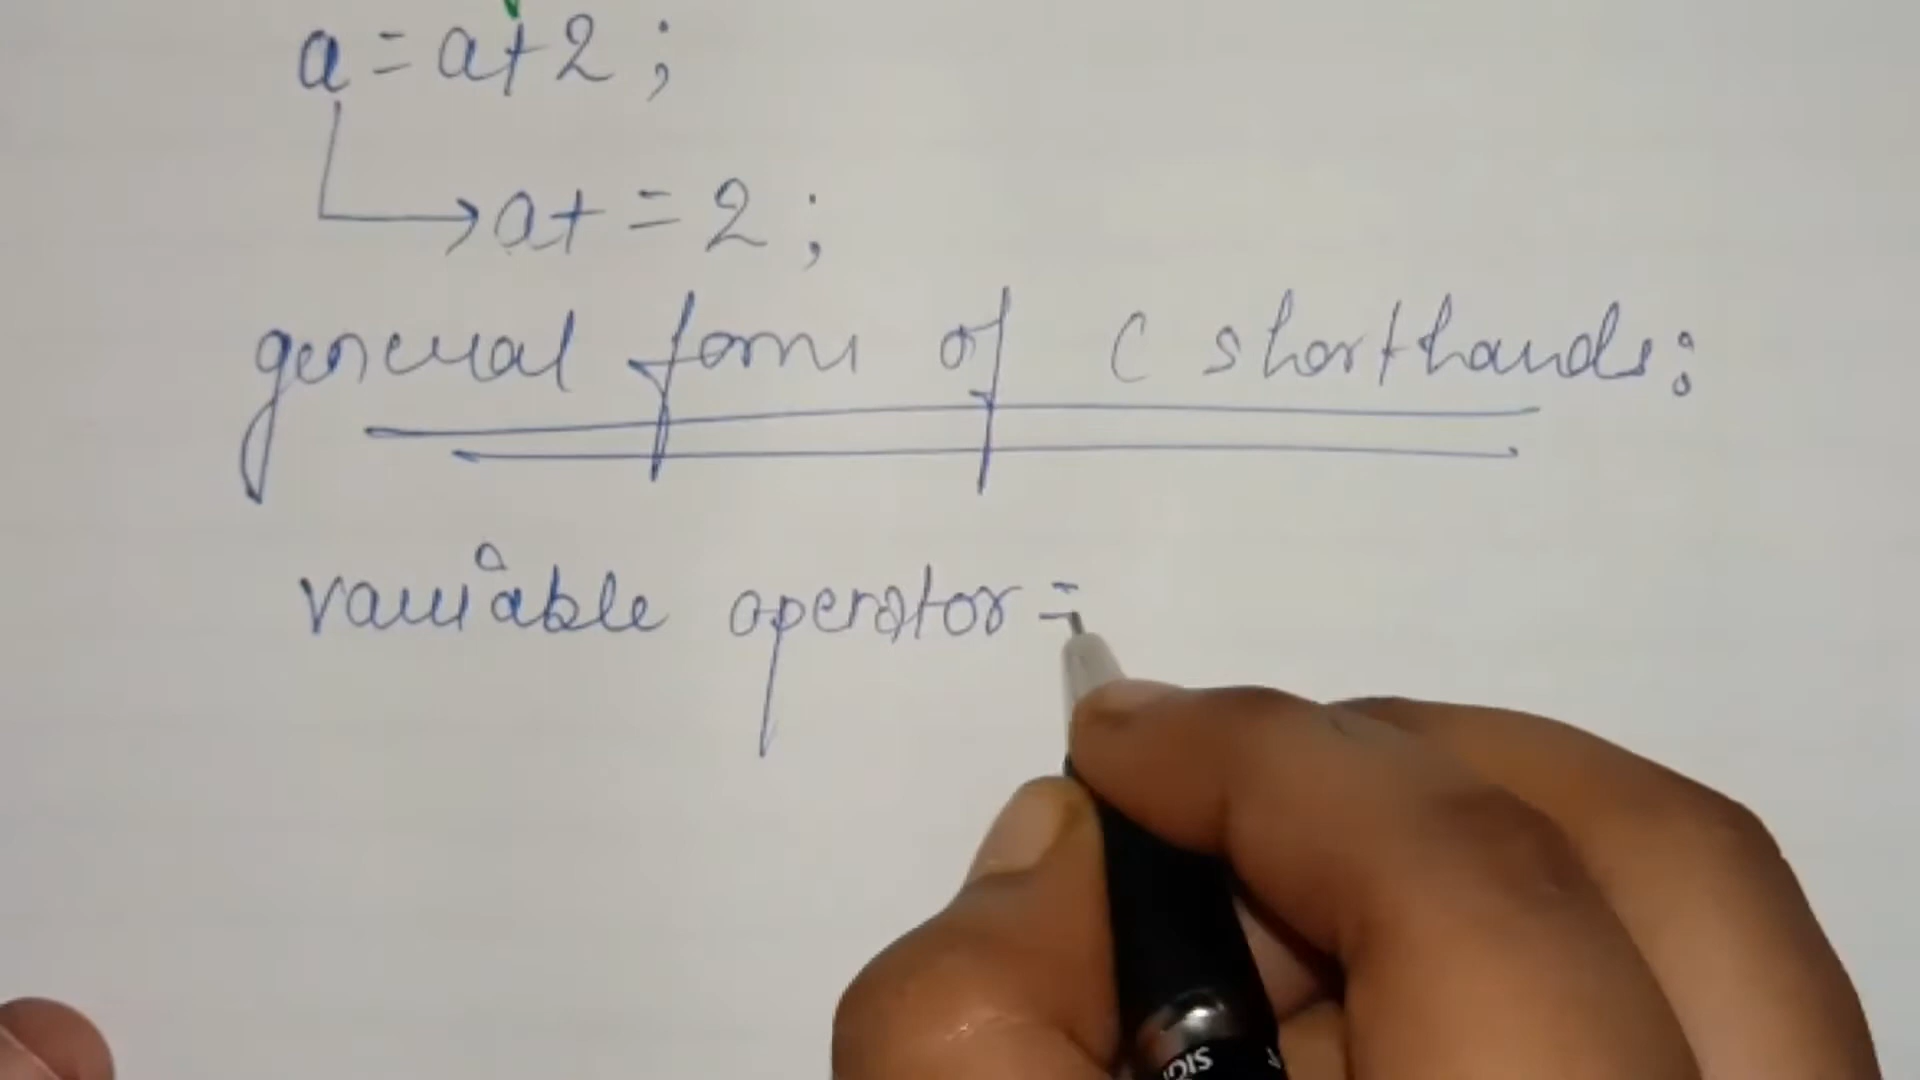 a = a+2 ;
a+ = 2 ;
general form of C shorthands:
variable operator =